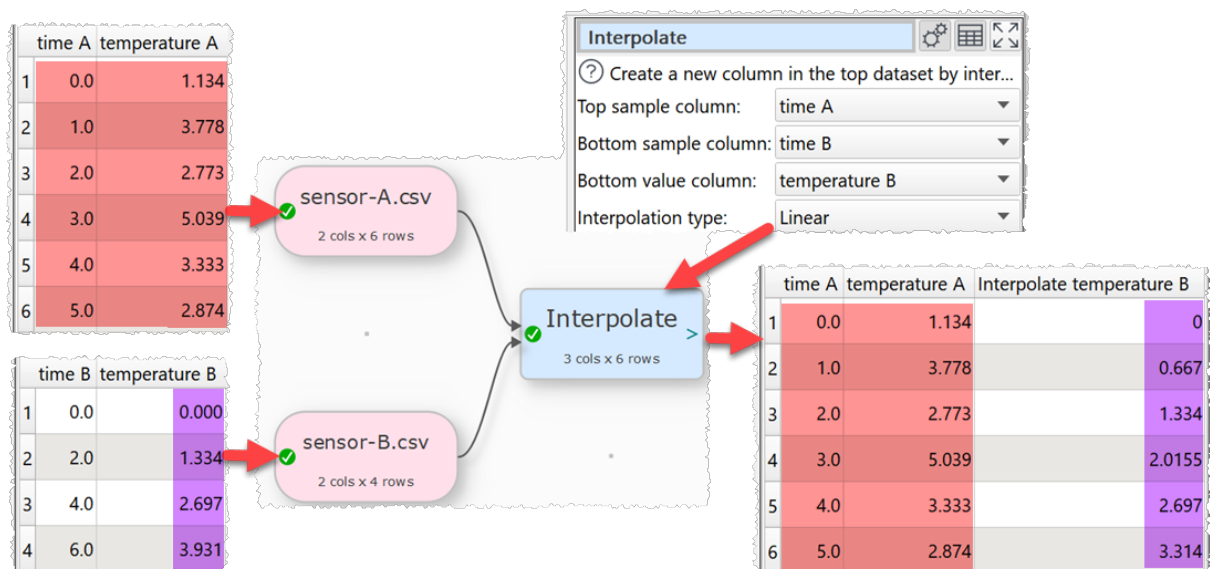 time A temperature A
1 0.0 1.134
2 1.0 3.778
3 2.0 2.773
4 3.0 5.039
5 4.0 3.333
6 5.0 2.874
time B temperature B
1 0.0 0.000
2 2.0 1.334
3 4.0 2.697
4 6.0 3.931
sensor-A.csv
2 cols x 6 rows
sensor-B.csv
2 cols x 4 rows
Interpolate
? Create a new column in the top dataset by inter...
Top sample column: time A
Bottom sample column: time B
Bottom value column: temperature B
Interpolation type: Linear
Interpolate >
3 cols x 6 rows
time A temperature A Interpolate temperature B
1 0.0 1.134 0
2 1.0 3.778 0.667
3 2.0 2.773 1.334
4 3.0 5.039 2.0155
5 4.0 3.333 2.697
6 5.0 2.874 3.314